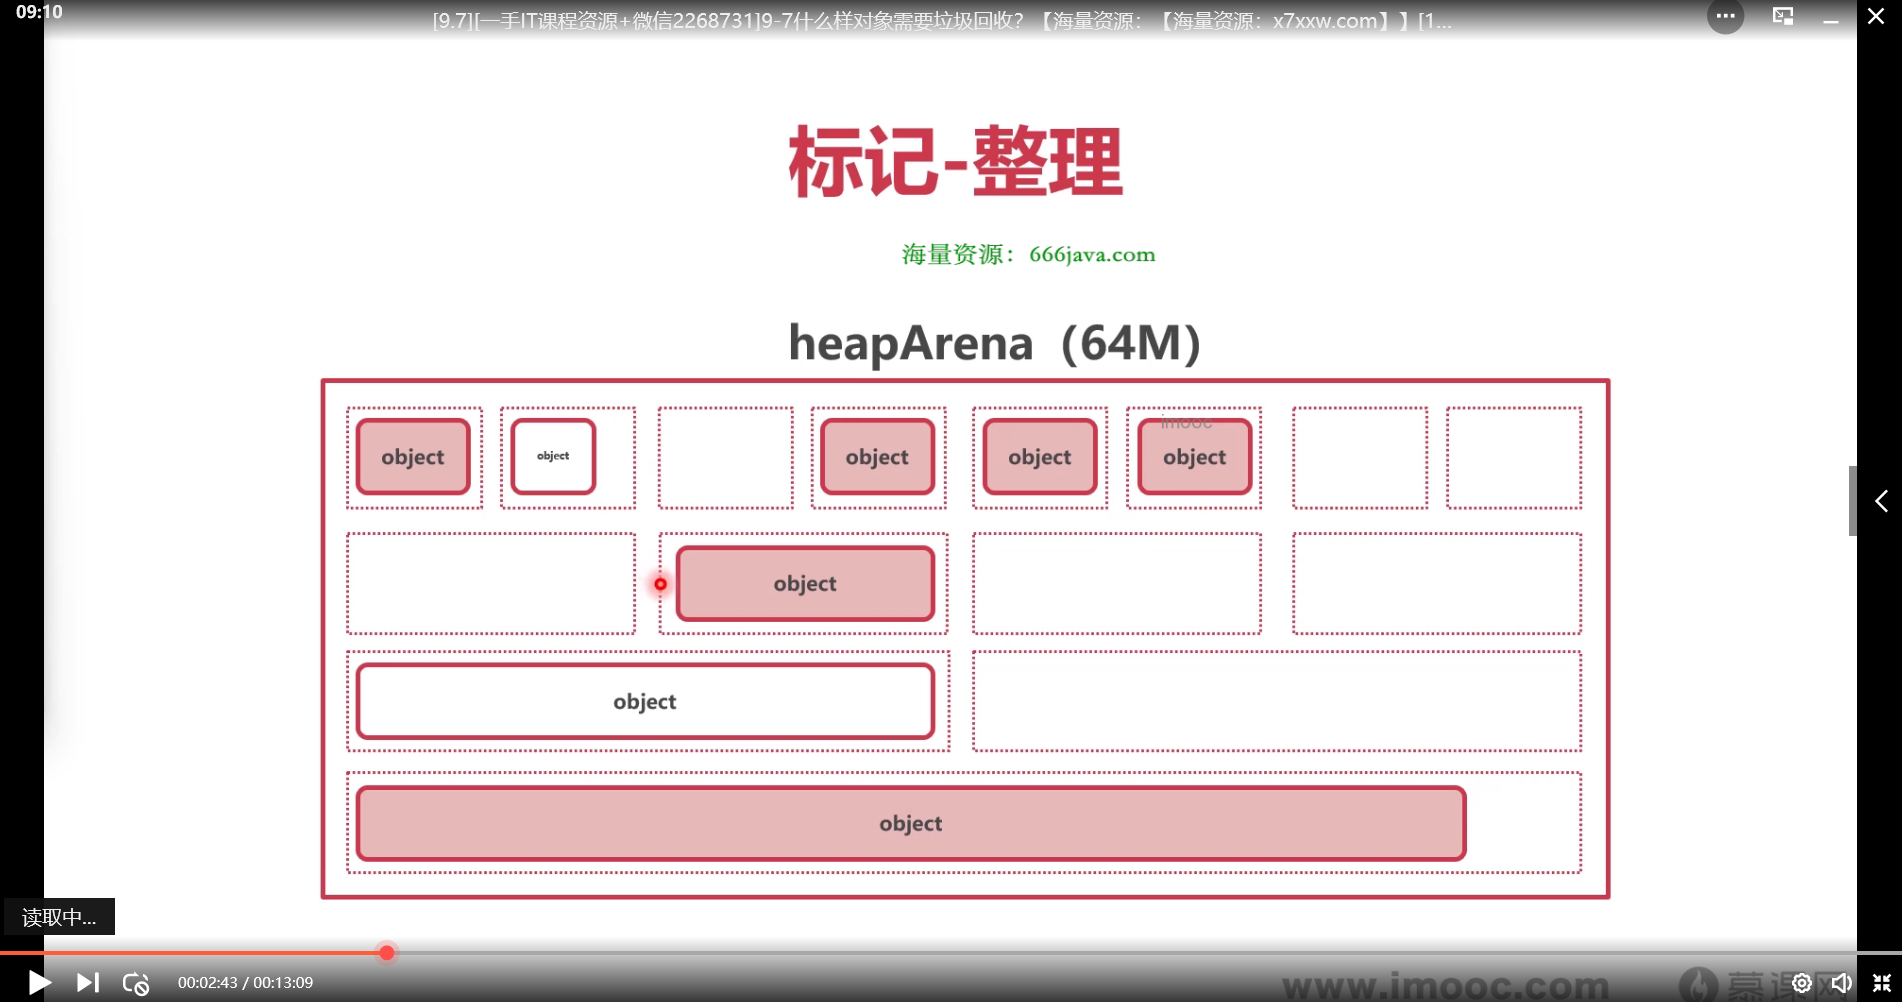 09:10
[9.7][一手IT课程资源+微信2268731]9-7什么样对象需要垃圾回收？【海量资源：【海量资源：x7xxw.com】】[1...
标记-整理
海量资源：666java.com
heapArena（64M）
object object object object object
imooc
object
object
object
读取中...
00:02:43 / 00:13:09
www.imooc.com 慕课网